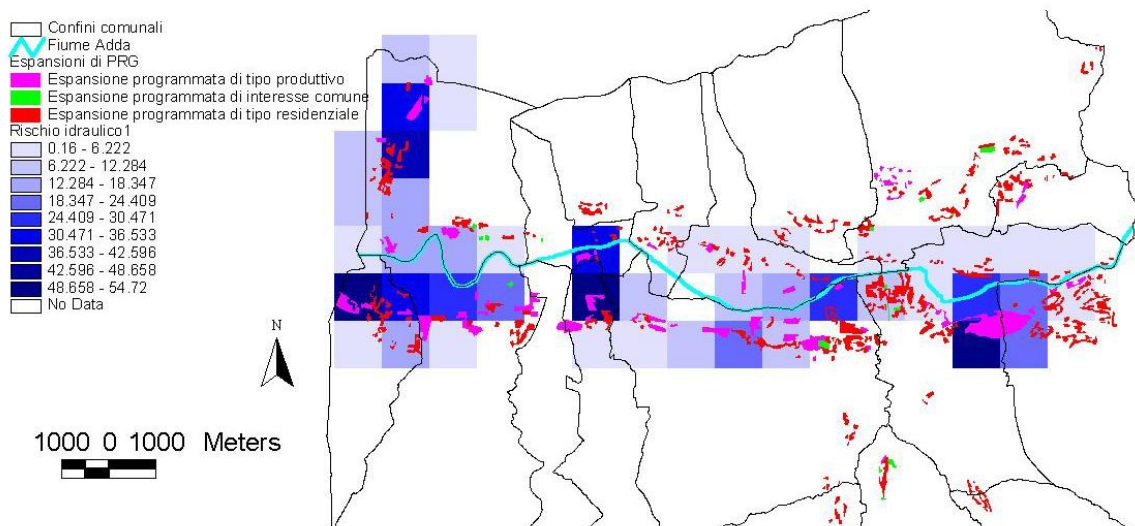 Confini comunali
Fiume Adda
Espansioni di PRG
Espansione programmata di tipo produttivo
Espansione programmata di interesse comune
Espansione programmata di tipo residenziale
Rischio idraulico1
0.16 - 6.222
6.222 - 12.284
12.284 - 18.347
18.347 - 24.409
24.409 - 30.471
30.471 - 36.533
36.533 - 42.596
42.596 - 48.658
48.658 - 54.72
No Data
N
1000 0 1000 Meters